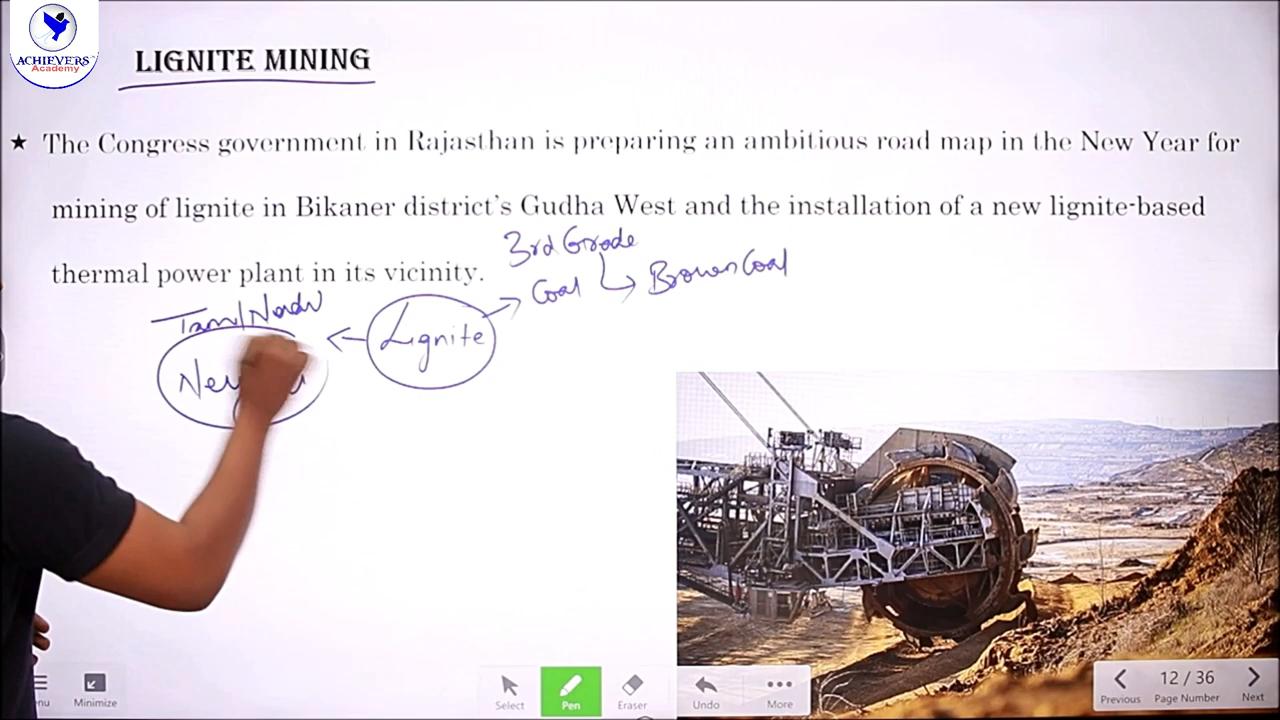 ACHIEVERS
Academy
LIGNITE MINING
★ The Congress government in Rajasthan is preparing an ambitious road map in the New Year for
mining of lignite in Bikaner district's Gudha West and the installation of a new lignite-based
thermal power plant in its vicinity.
3rd Grade
Coal
Brown Coal
Tamil Nadu
Lignite
Menu
Minimize
Select
Pen
Eraser
Undo
More
12 / 36
Previous
Page Number
Next